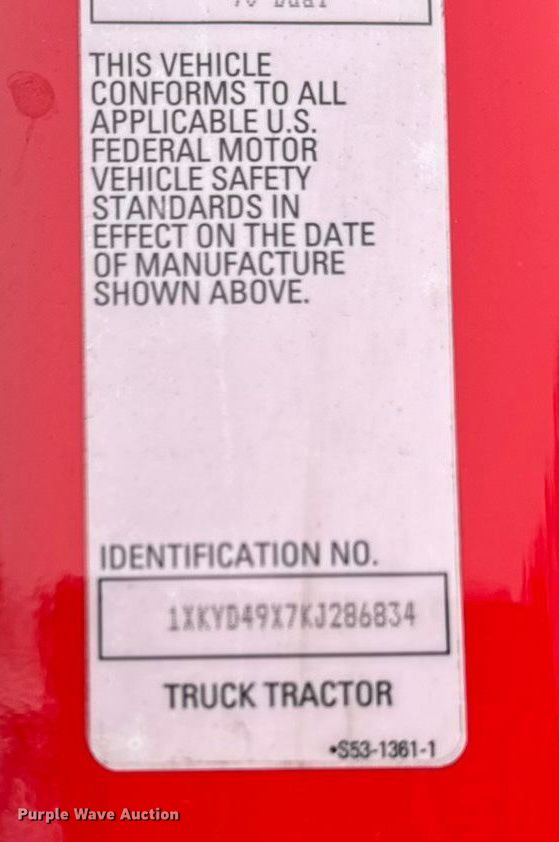 THIS VEHICLE
CONFORMS TO ALL
APPLICABLE U.S.
FEDERAL MOTOR
VEHICLE SAFETY
STANDARDS IN
EFFECT ON THE DATE
OF MANUFACTURE
SHOWN ABOVE.
IDENTIFICATION NO.
1XKYD49X7KJ286834
TRUCK TRACTOR
•S53-1361-1
Purple Wave Auction